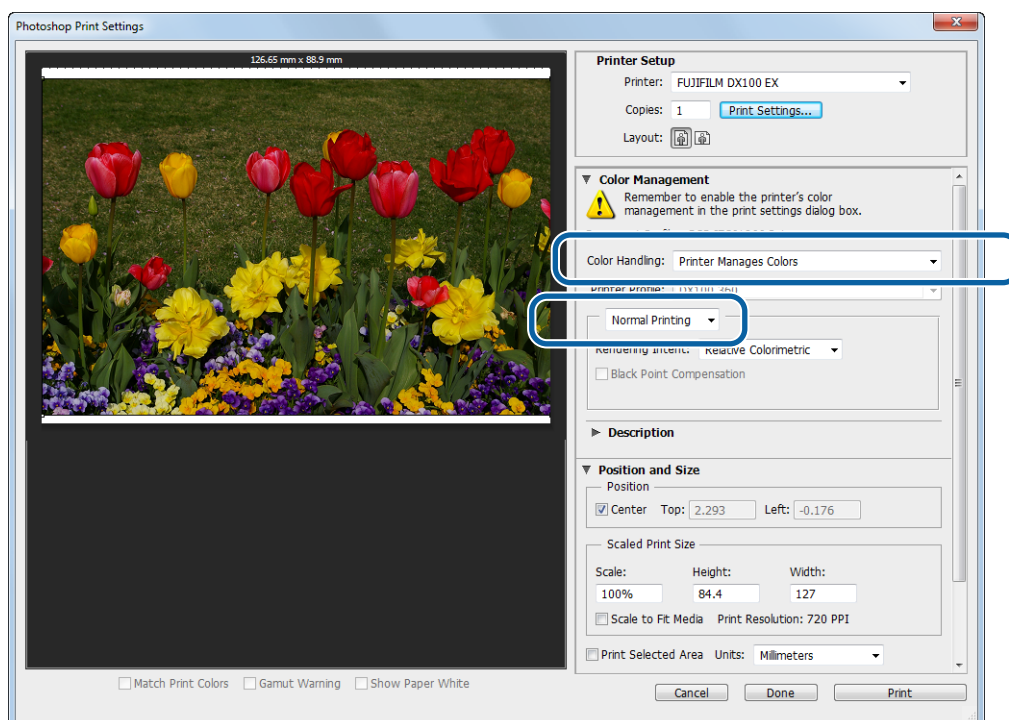 Photoshop Print Settings
126.65 mm x 88.9 mm
Printer Setup
Printer: FUJIFILM DX100 EX
Copies: 1 Print Settings...
Layout:
Color Management
Remember to enable the printer's color
management in the print settings dialog box.
Color Handling: Printer Manages Colors
Printer Profile: DX100 360
Normal Printing
Rendering Intent: Relative Colorimetric
Black Point Compensation
Description
Position and Size
Position
Center Top: 2.293 Left: -0.176
Scaled Print Size
Scale: Height: Width:
100% 84.4 127
Scale to Fit Media Print Resolution: 720 PPI
Print Selected Area Units: Millimeters
Match Print Colors Gamut Warning Show Paper White
Cancel Done Print